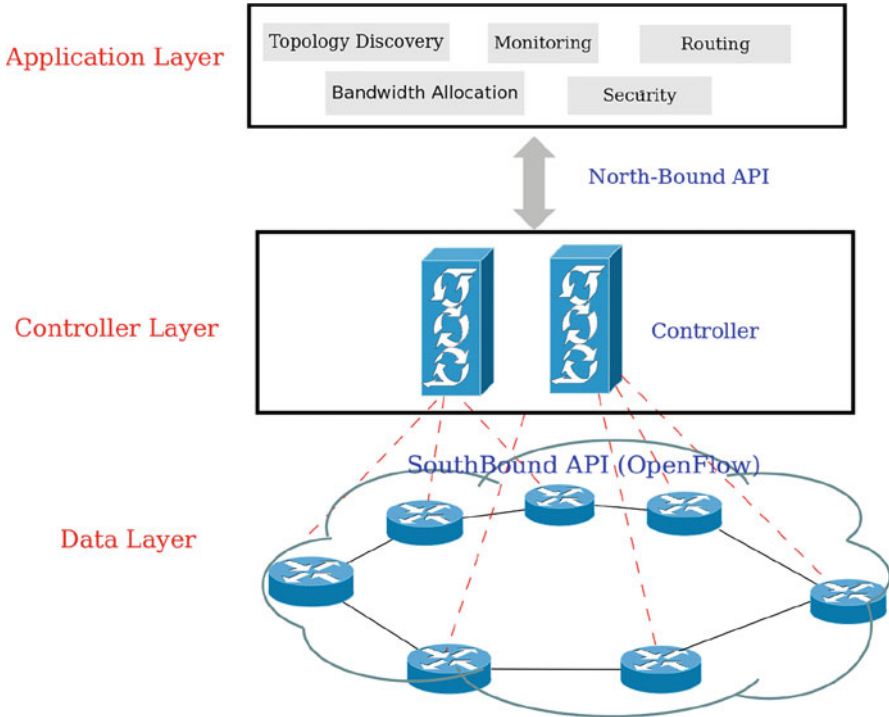 Topology Discovery
Monitoring
Routing
Application Layer
Bandwidth Allocation
Security
North-Bound API
Controller Layer
Controller
SouthBound API (OpenFlow)
Data Layer